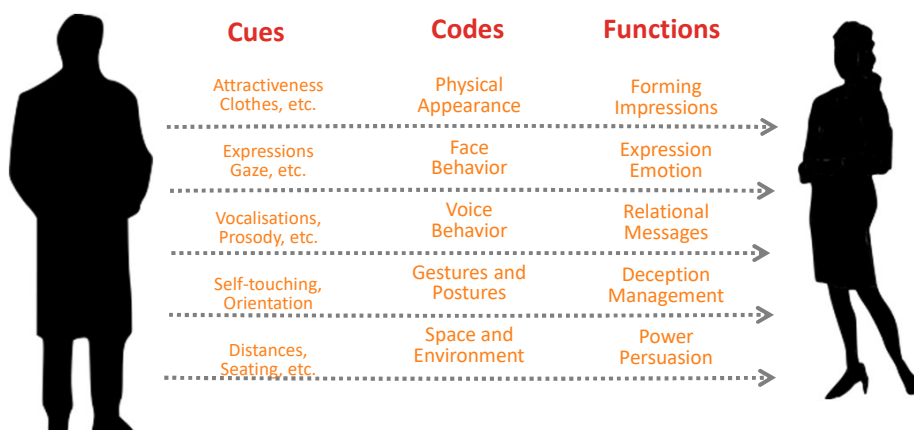 Cues Codes Functions
Attractiveness
Clothes, etc.
Physical
Appearance
Forming
Impressions
Expressions
Gaze, etc.
Face
Behavior
Expression
Emotion
Vocalisations,
Prosody, etc.
Voice
Behavior
Relational
Messages
Self-touching,
Orientation
Gestures and
Postures
Deception
Management
Distances,
Seating, etc.
Space and
Environment
Power
Persuasion